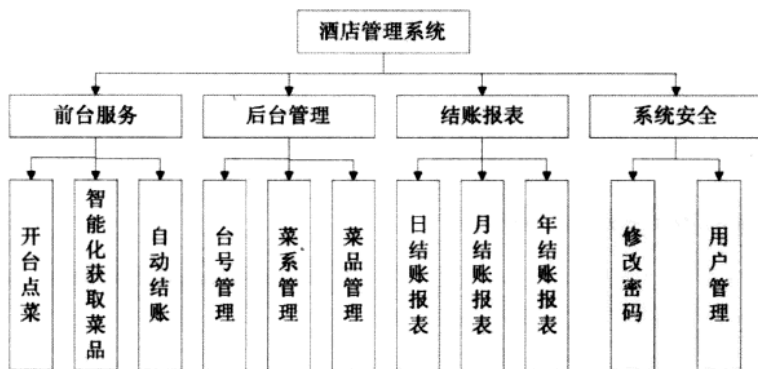 酒店管理系统
前台服务
后台管理
结账报表
系统安全
开台点菜
智能化获取菜品
自动结账
台号管理
菜系管理
菜品管理
日结账报表
月结账报表
年结账报表
修改密码
用户管理